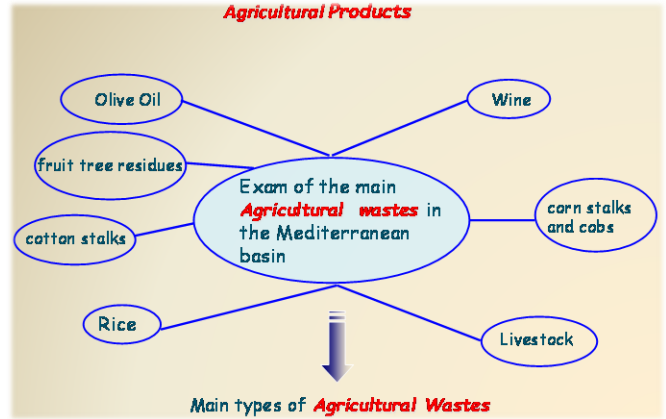 Agricultural Products
Olive Oil
Wine
fruit tree residues
Exam of the main
Agricultural wastes in
the Mediterranean
basin
corn stalks
and cobs
cotton stalks
Rice
Livestock
Main types of Agricultural Wastes